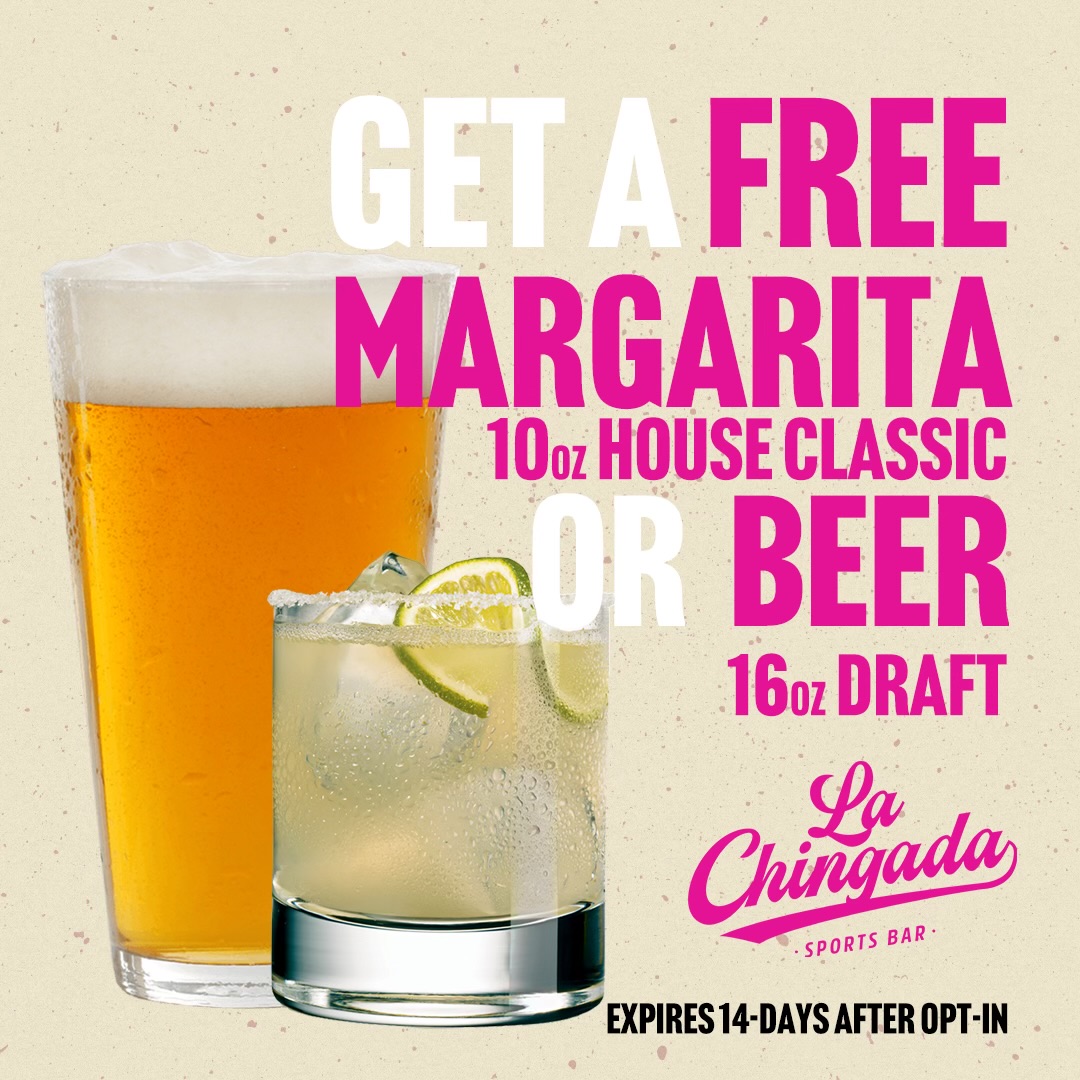 GET A FREE
MARGARITA
10oz HOUSE CLASSIC
OR BEER
16oz DRAFT
La
Chingada
· SPORTS BAR ·
EXPIRES 14-DAYS AFTER OPT-IN